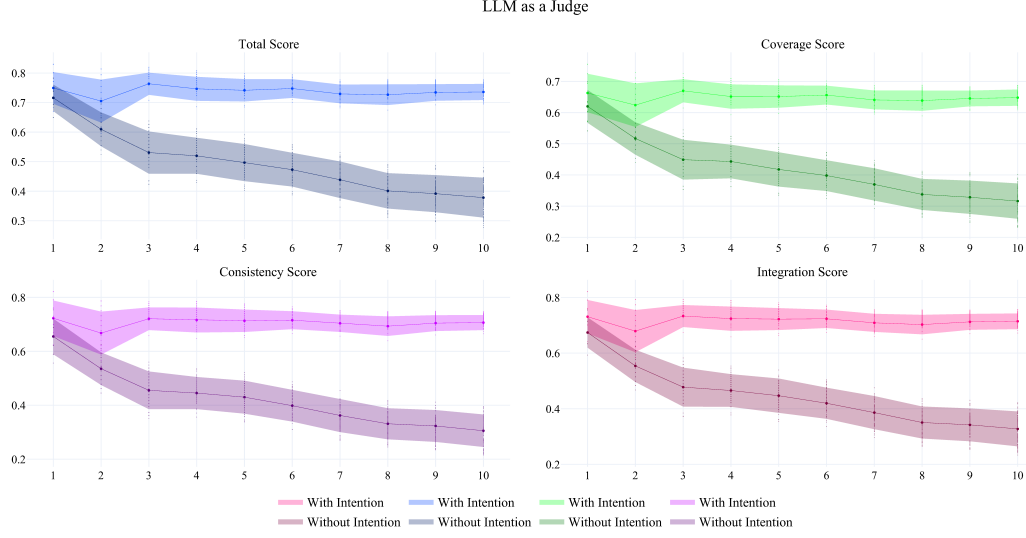 LLM as a Judge
Total Score
0.8
0.7
0.6
0.5
0.4
0.3
1 2 3 4 5 6 7 8 9 10
Coverage Score
0.7
0.6
0.5
0.4
0.3
0.2
1 2 3 4 5 6 7 8 9 10
Consistency Score
0.8
0.6
0.4
0.2
1 2 3 4 5 6 7 8 9 10
Integration Score
0.8
0.6
0.4
0.2
1 2 3 4 5 6 7 8 9 10
With Intention With Intention With Intention With Intention
Without Intention Without Intention Without Intention Without Intention